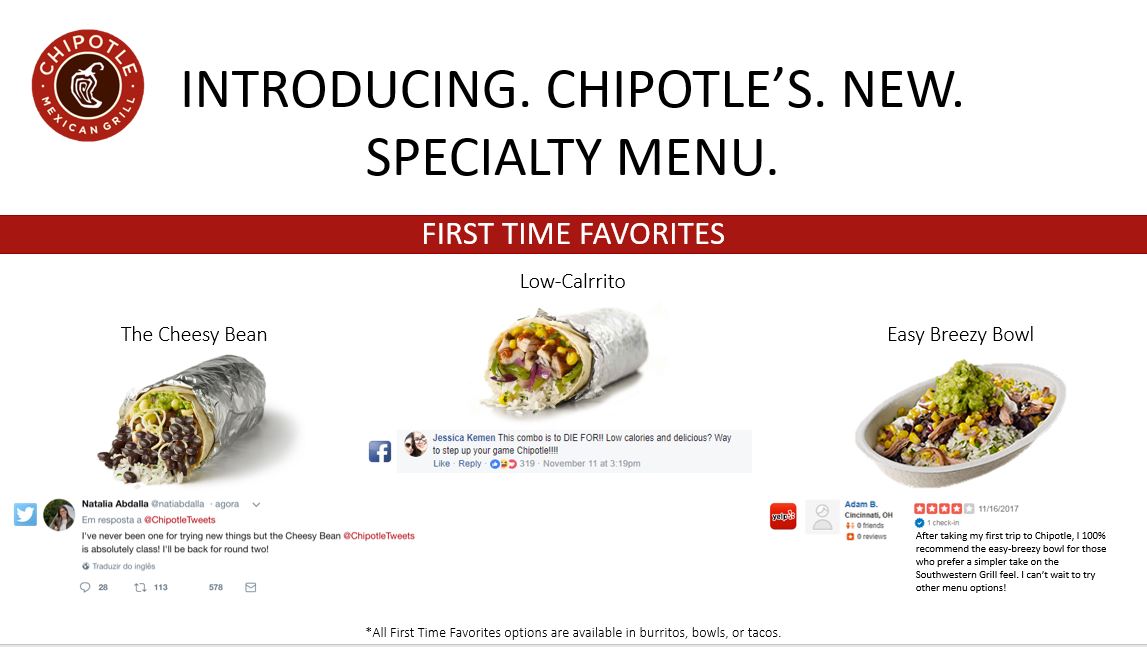 CHIPOTLE
MEXICAN GRILL
INTRODUCING. CHIPOTLE’S. NEW.
SPECIALTY MENU.
FIRST TIME FAVORITES
Low-Calrrito
The Cheesy Bean
Easy Breezy Bowl
Jessica Kemen This combo is to DIE FOR!! Low calories and delicious? Way
to step up your game Chipotle!!!!
Like · Reply · 319 · November 11 at 3:19pm
Natalia Abdalla @natiabdalla · agora
Em resposta a @ChipotleTweets
I've never been one for trying new things but the Cheesy Bean @ChipotleTweets
is absolutely class! I'll be back for round two!
Traduzir do inglês
28 113 578
yelp
Adam B.
Cincinnati, OH
0 friends
0 reviews
11/16/2017
1 check-in
After taking my first trip to Chipotle, I 100%
recommend the easy-breezy bowl for those
who prefer a simpler take on the
Southwestern Grill feel. I can’t wait to try
other menu options!
*All First Time Favorites options are available in burritos, bowls, or tacos.